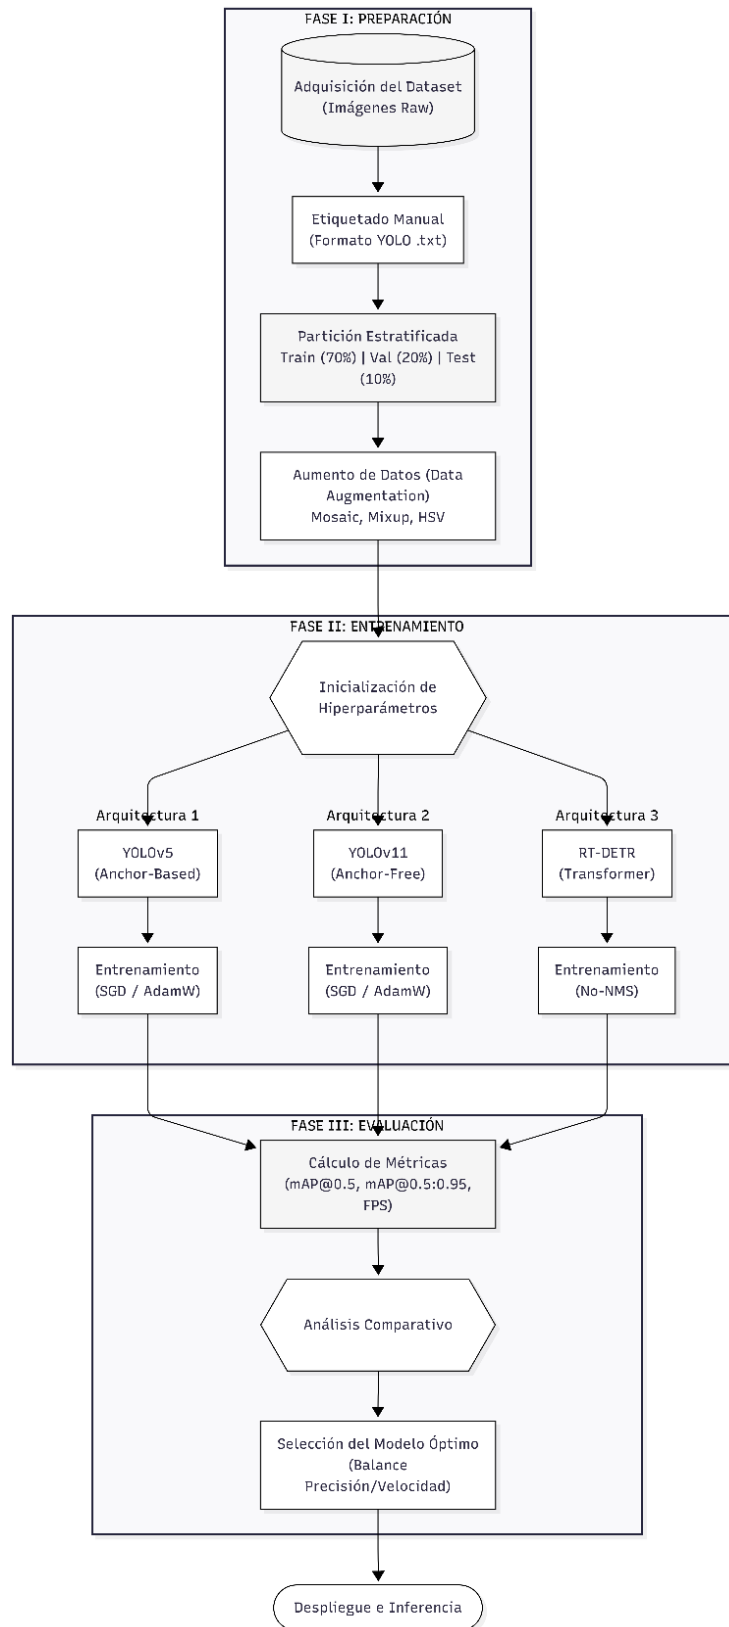 FASE I: PREPARACIÓN
Adquisición del Dataset
(Imágenes Raw)
Etiquetado Manual
(Formato YOLO .txt)
Partición Estratificada
Train (70%) | Val (20%) | Test
(10%)
Aumento de Datos (Data
Augmentation)
Mosaic, Mixup, HSV
FASE II: ENTRENAMIENTO
Inicialización de
Hiperparámetros
Arquitectura 1
YOLOv5
(Anchor-Based)
Entrenamiento
(SGD / AdamW)
Arquitectura 2
YOLOv11
(Anchor-Free)
Entrenamiento
(SGD / AdamW)
Arquitectura 3
RT-DETR
(Transformer)
Entrenamiento
(No-NMS)
FASE III: EVALUACIÓN
Cálculo de Métricas
(mAP@0.5, mAP@0.5:0.95,
FPS)
Análisis Comparativo
Selección del Modelo Óptimo
(Balance
Precisión/Velocidad)
Despliegue e Inferencia